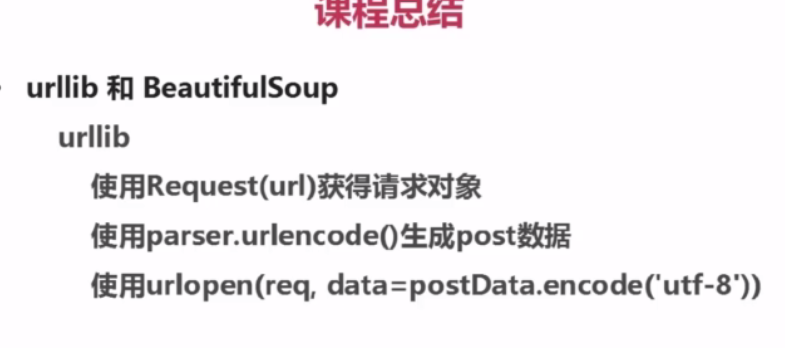 课程总结
urllib 和 BeautifulSoup
urllib
使用Request(url)获得请求对象
使用parser.urlencode()生成post数据
使用urlopen(req, data=postData.encode('utf-8'))